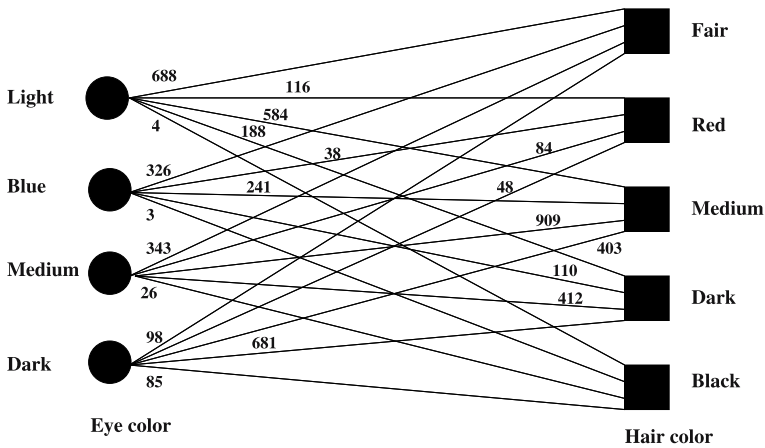 Fair
688
116
Light
584
4
188
Red
38
84
326
Blue
241
48
3
Medium
909
343
403
Medium
110
26
412
Dark
98
681
Dark
85
Black
Eye color
Hair color